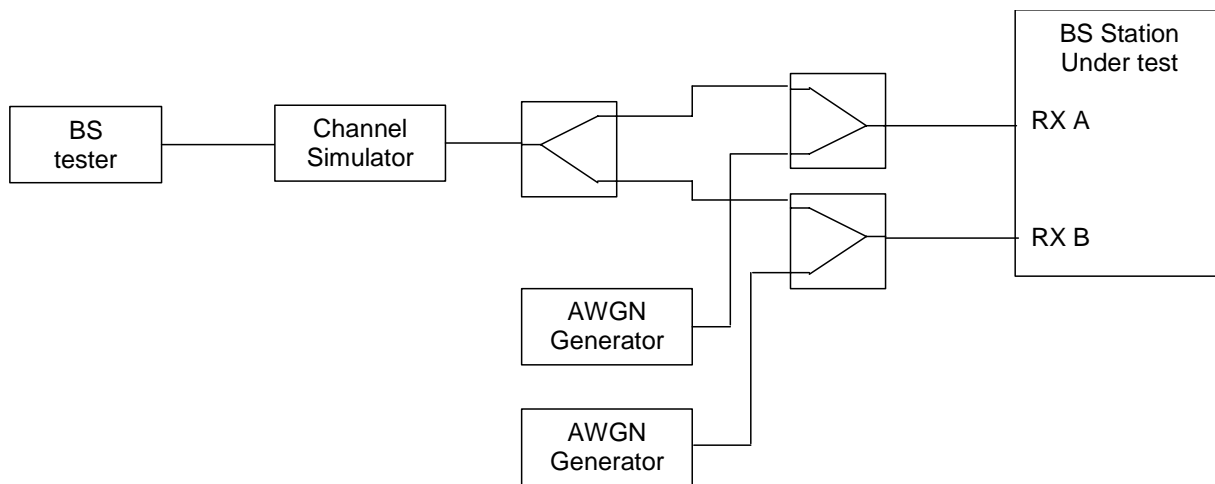 BS Station
Under test
BS
tester
Channel
Simulator
RX A
RX B
AWGN
Generator
AWGN
Generator